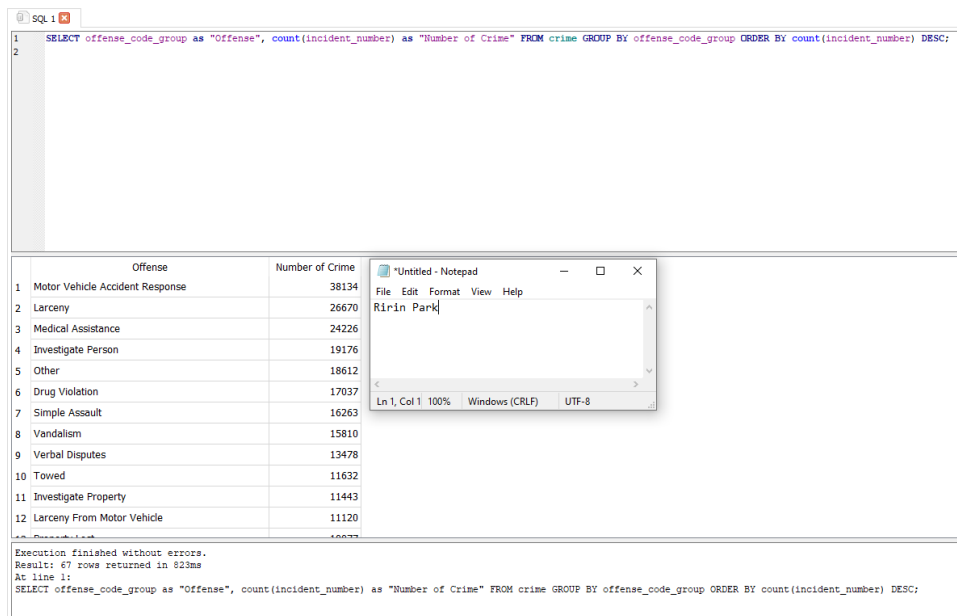 SQL 1
1 SELECT offense_code_group as "Offense", count(incident_number) as "Number of Crime" FROM crime GROUP BY offense_code_group ORDER BY count(incident_number) DESC;
2
Offense Number of Crime
1 Motor Vehicle Accident Response 38134
2 Larceny 26670
3 Medical Assistance 24226
4 Investigate Person 19176
5 Other 18612
6 Drug Violation 17037
7 Simple Assault 16263
8 Vandalism 15810
9 Verbal Disputes 13478
10 Towed 11632
11 Investigate Property 11443
12 Larceny From Motor Vehicle 11120
*Untitled - Notepad
File Edit Format View Help
Ririn Park
Ln 1, Col 1 100% Windows (CRLF) UTF-8
Execution finished without errors.
Result: 67 rows returned in 823ms
At line 1:
SELECT offense_code_group as "Offense", count(incident_number) as "Number of Crime" FROM crime GROUP BY offense_code_group ORDER BY count(incident_number) DESC;